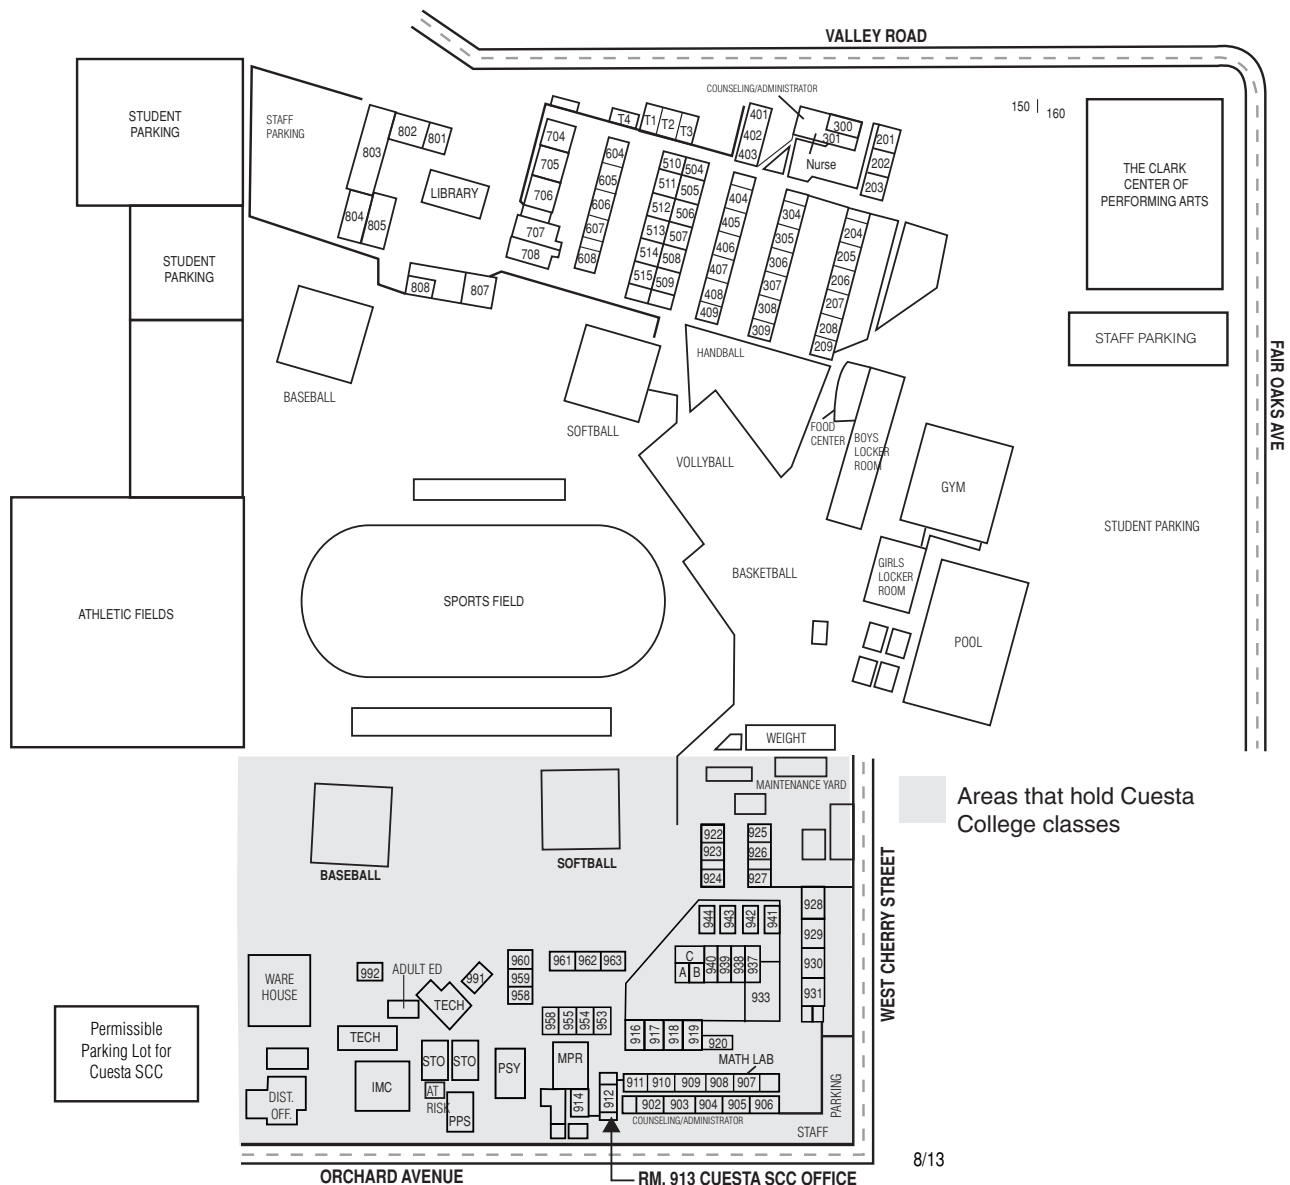 VALLEY ROAD
COUNSELING/ADMINISTRATOR
150
160
STUDENT
PARKING
STAFF
PARKING
802
801
803
804
805
LIBRARY
808
807
704
705
706
707
708
T4
T1
T2
T3
604
605
606
607
608
510
504
511
505
512
506
513
507
514
508
515
509
401
402
403
404
405
406
407
408
409
300
301
Nurse
304
305
306
307
308
309
201
202
203
204
205
206
207
208
209
THE CLARK
CENTER OF
PERFORMING ARTS
STAFF PARKING
FAIR OAKS AVE
STUDENT
PARKING
BASEBALL
SOFTBALL
HANDBALL
VOLLYBALL
FOOD
CENTER
BOYS
LOCKER
ROOM
GYM
STUDENT PARKING
BASKETBALL
GIRLS
LOCKER
ROOM
POOL
ATHLETIC FIELDS
SPORTS FIELD
WEIGHT
MAINTENANCE YARD
Areas that hold Cuesta
College classes
BASEBALL
SOFTBALL
922
923
924
925
926
927
928
929
930
931
WEST CHERRY STREET
944
943
942
941
C
A
B
940
939
938
937
933
WARE
HOUSE
992
ADULT ED
991
TECH
TECH
960
959
958
961
962
963
958
955
954
953
916
917
918
919
920
MATH LAB
Permissible
Parking Lot for
Cuesta SCC
DIST.
OFF.
IMC
STO
STO
AT
RISK
PPS
PSY
MPR
914
912
911
910
909
908
907
902
903
904
905
906
COUNSELING/ADMINISTRATOR
STAFF
PARKING
8/13
ORCHARD AVENUE
RM. 913 CUESTA SCC OFFICE